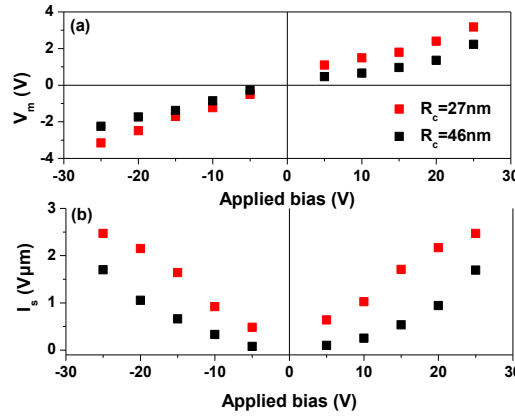 (a)
4
2
0
-2
-4
V_m (V)
R_c=27nm
R_c=46nm
-30 -20 -10 0 10 20 30
Applied bias (V)
(b)
3
2
1
0
I_s (Vμm)
-30 -20 -10 0 10 20 30
Applied bias (V)